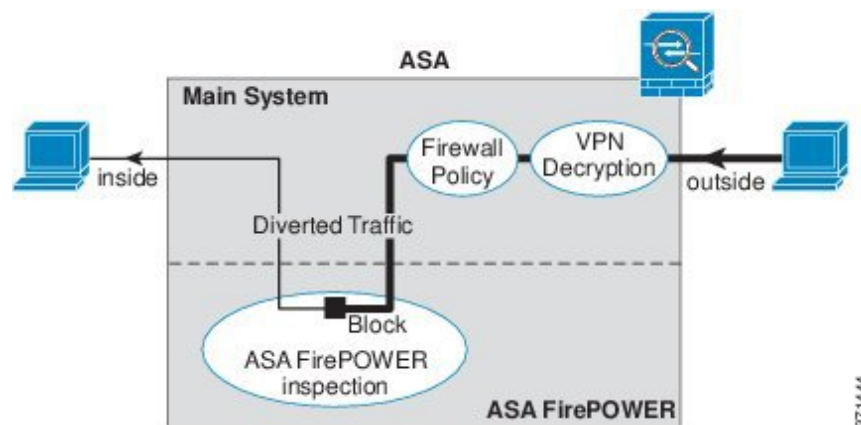 ASA
Main System
Firewall
Policy
VPN
Decryption
inside
outside
Diverted Traffic
Block
ASA FirePOWER
inspection
ASA FirePOWER